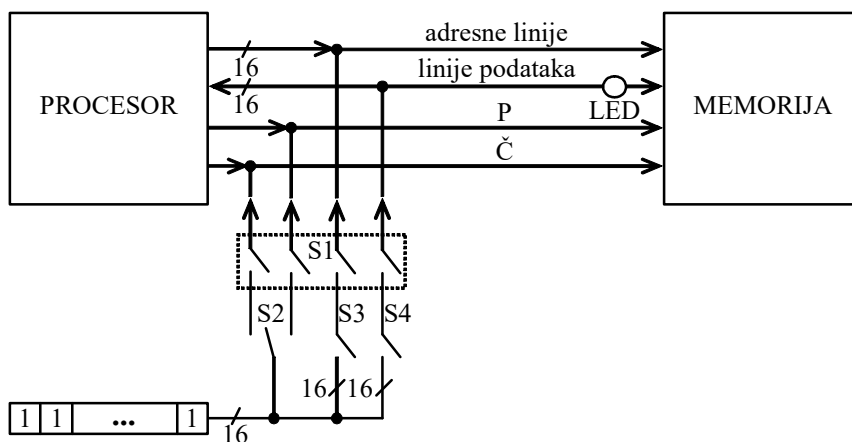 adresne linije
16
linije podataka
16
LED
PROCESOR
MEMORIJA
P
Č
S1
S2
S3
S4
16
16
1
1
...
1
16